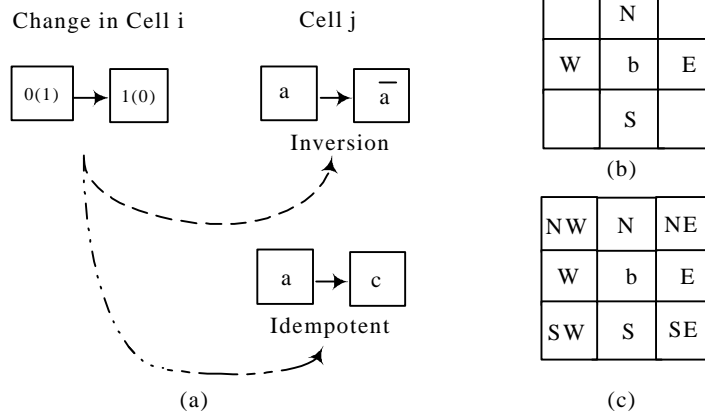 Change in Cell i
Cell j
0(1)
1(0)
a
a̅
Inversion
a
c
Idempotent
(a)
N
W b E
S
(b)
NW N NE
W b E
SW S SE
(c)